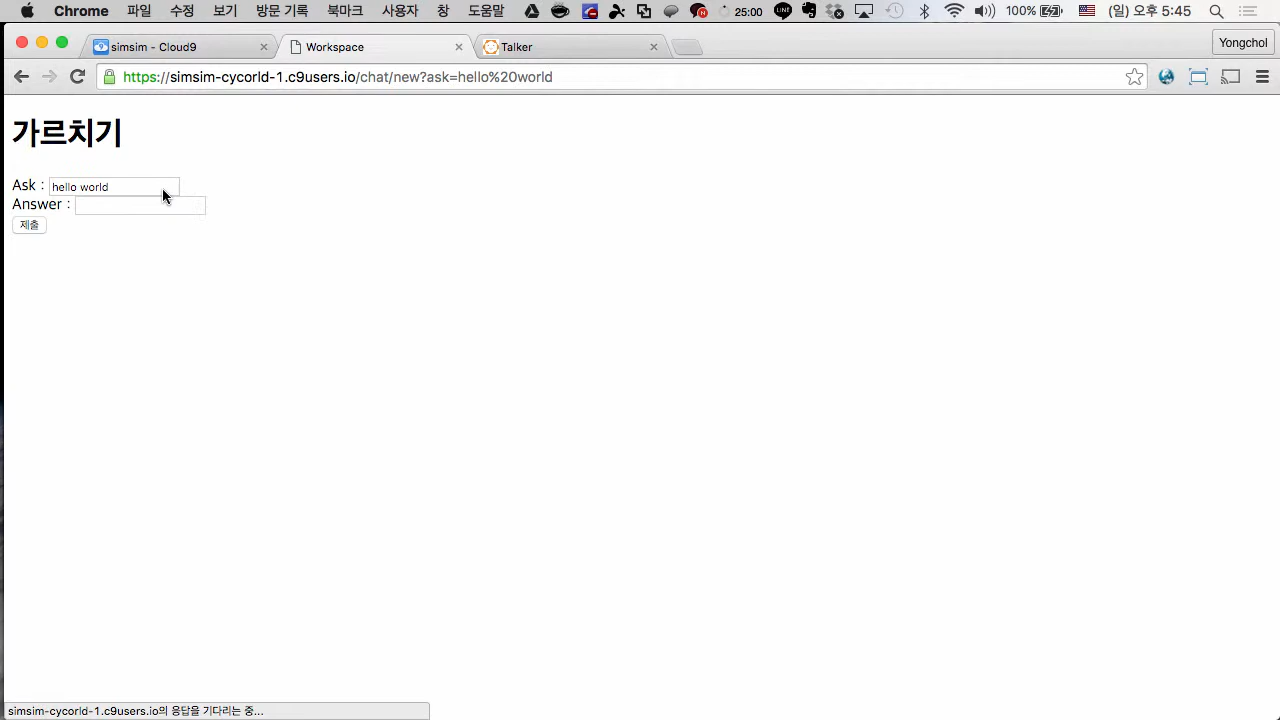 Chrome 파일 수정 보기 방문 기록 북마크 사용자 창 도움말 25:00 LINE 100% (일) 오후 5:45
simsim - Cloud9 Workspace Talker Yongchol
https://simsim-cycorld-1.c9users.io/chat/new?ask=hello%20world
가르치기
Ask : hello world
Answer :
제출
simsim-cycorld-1.c9users.io의 응답을 기다리는 중...